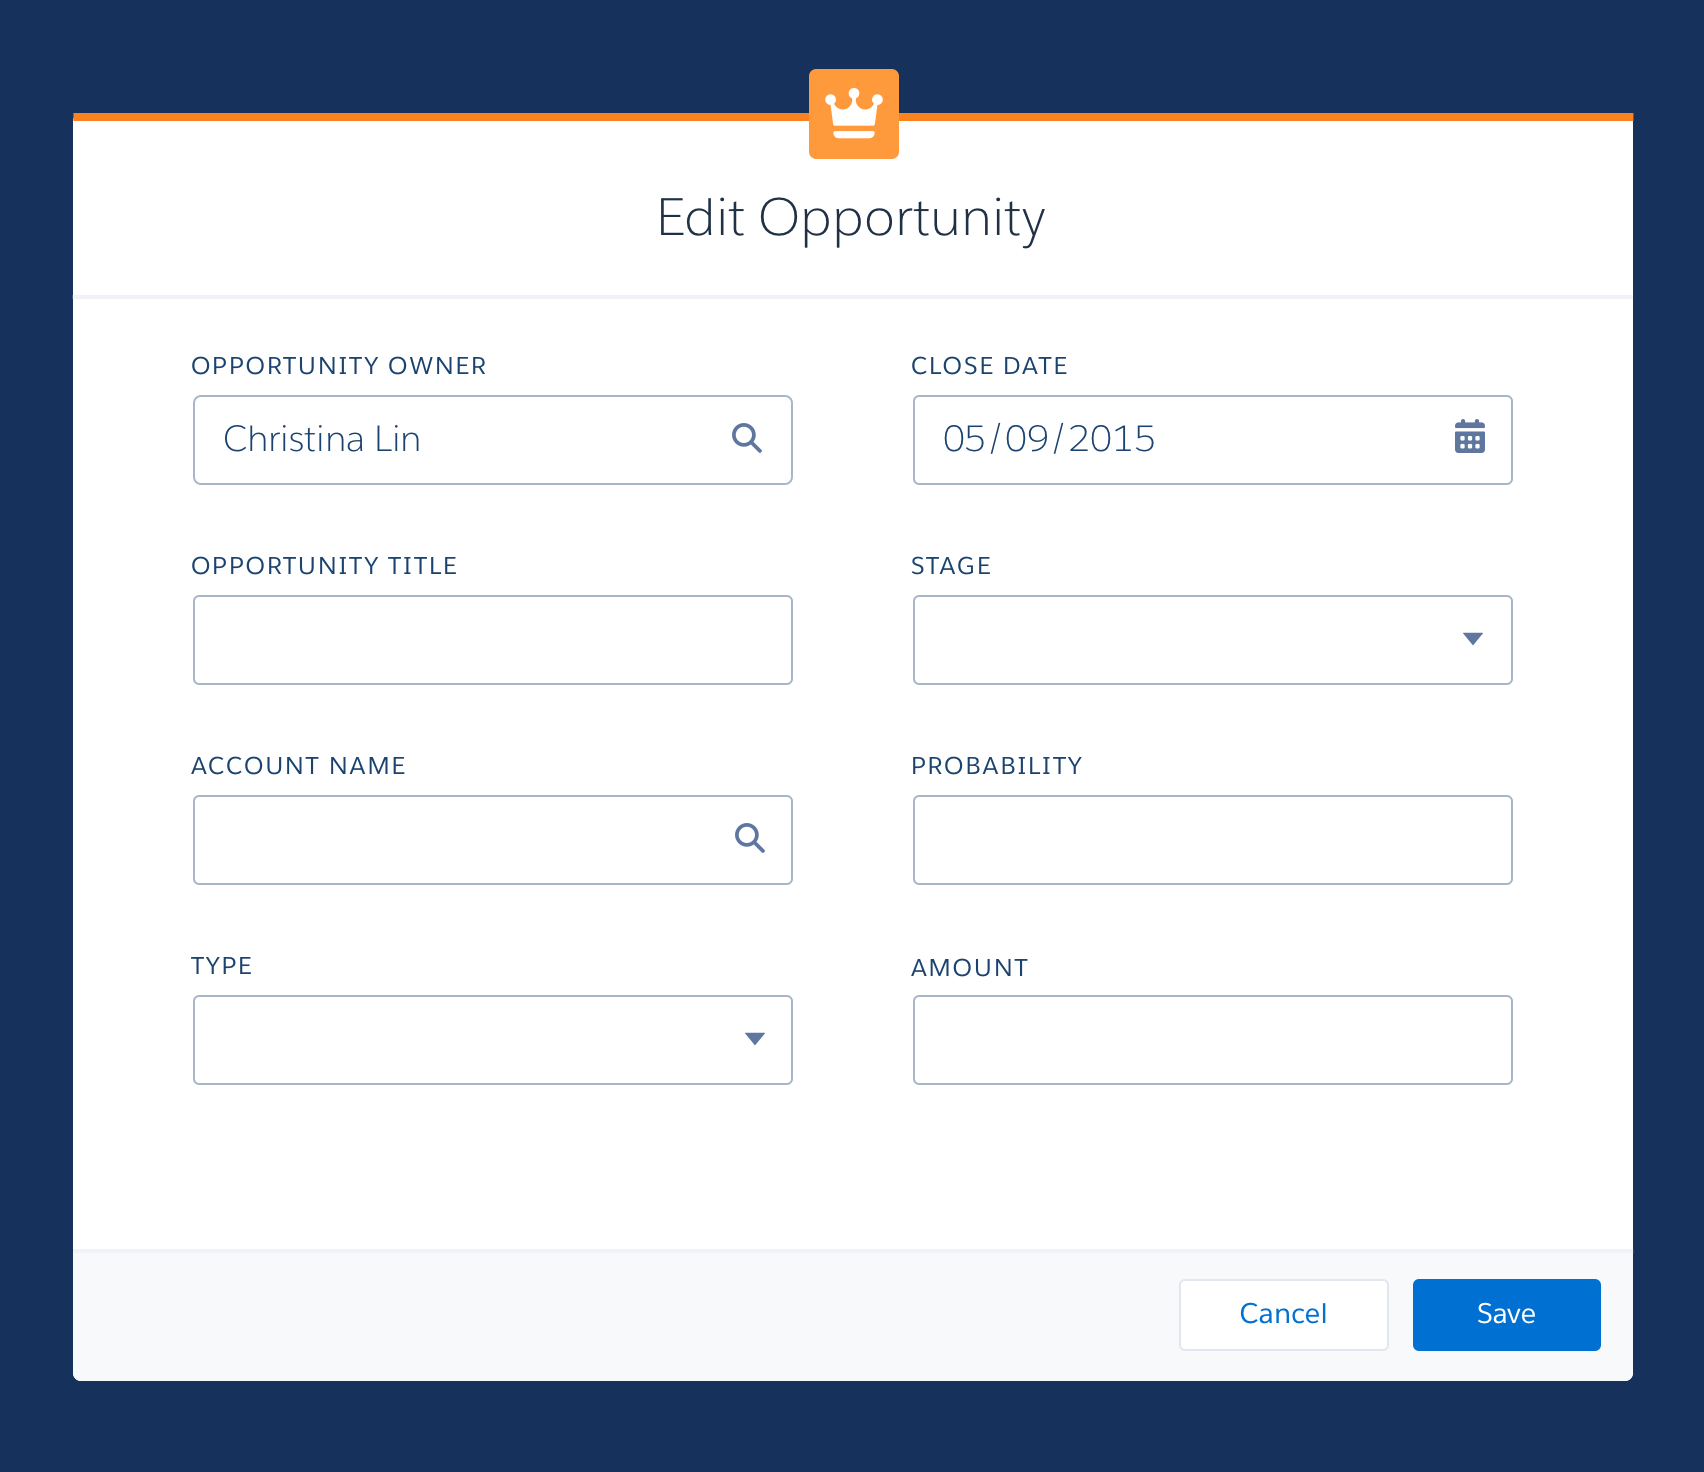 Edit Opportunity
OPPORTUNITY OWNER
Christina Lin
CLOSE DATE
05/09/2015
OPPORTUNITY TITLE
STAGE
ACCOUNT NAME
PROBABILITY
TYPE
AMOUNT
Cancel
Save